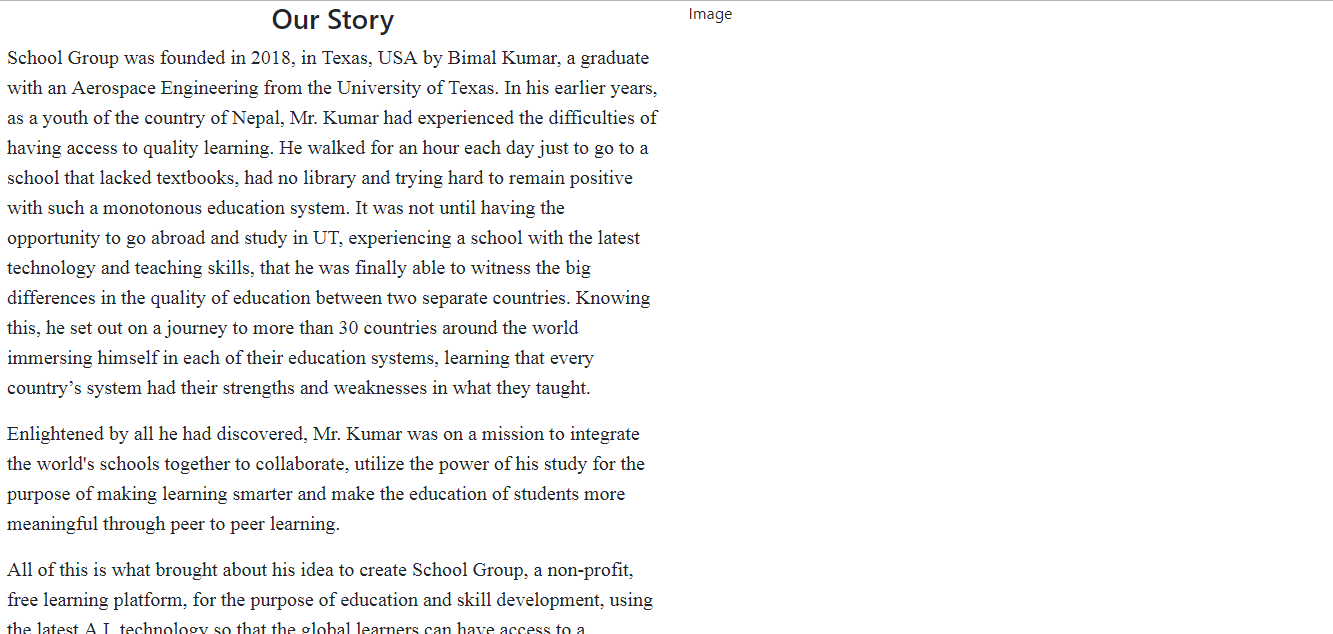 Our Story
Image
School Group was founded in 2018, in Texas, USA by Bimal Kumar, a graduate
with an Aerospace Engineering from the University of Texas. In his earlier years,
as a youth of the country of Nepal, Mr. Kumar had experienced the difficulties of
having access to quality learning. He walked for an hour each day just to go to a
school that lacked textbooks, had no library and trying hard to remain positive
with such a monotonous education system. It was not until having the
opportunity to go abroad and study in UT, experiencing a school with the latest
technology and teaching skills, that he was finally able to witness the big
differences in the quality of education between two separate countries. Knowing
this, he set out on a journey to more than 30 countries around the world
immersing himself in each of their education systems, learning that every
country’s system had their strengths and weaknesses in what they taught.
Enlightened by all he had discovered, Mr. Kumar was on a mission to integrate
the world's schools together to collaborate, utilize the power of his study for the
purpose of making learning smarter and make the education of students more
meaningful through peer to peer learning.
All of this is what brought about his idea to create School Group, a non-profit,
free learning platform, for the purpose of education and skill development, using
the latest A.I. technology so that the global learners can have access to a